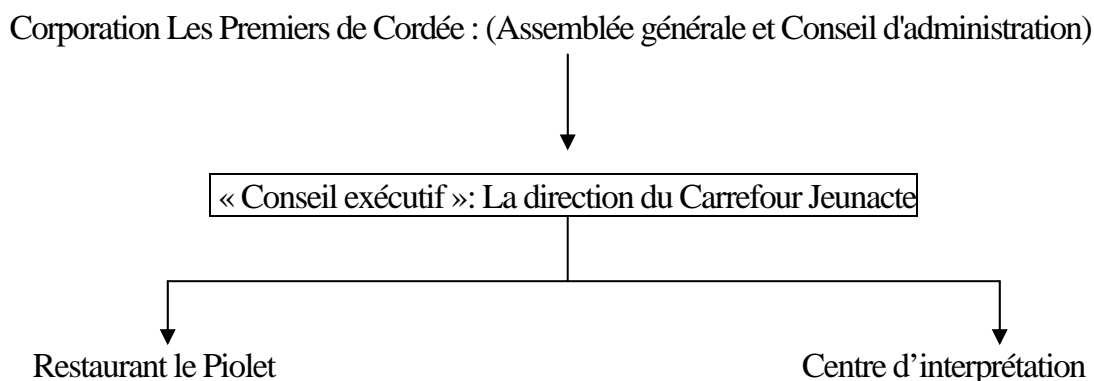 Corporation Les Premiers de Cordée : (Assemblée générale et Conseil d'administration)
« Conseil exécutif »: La direction du Carrefour Jeunacte
Restaurant le Piolet
Centre d’interprétation